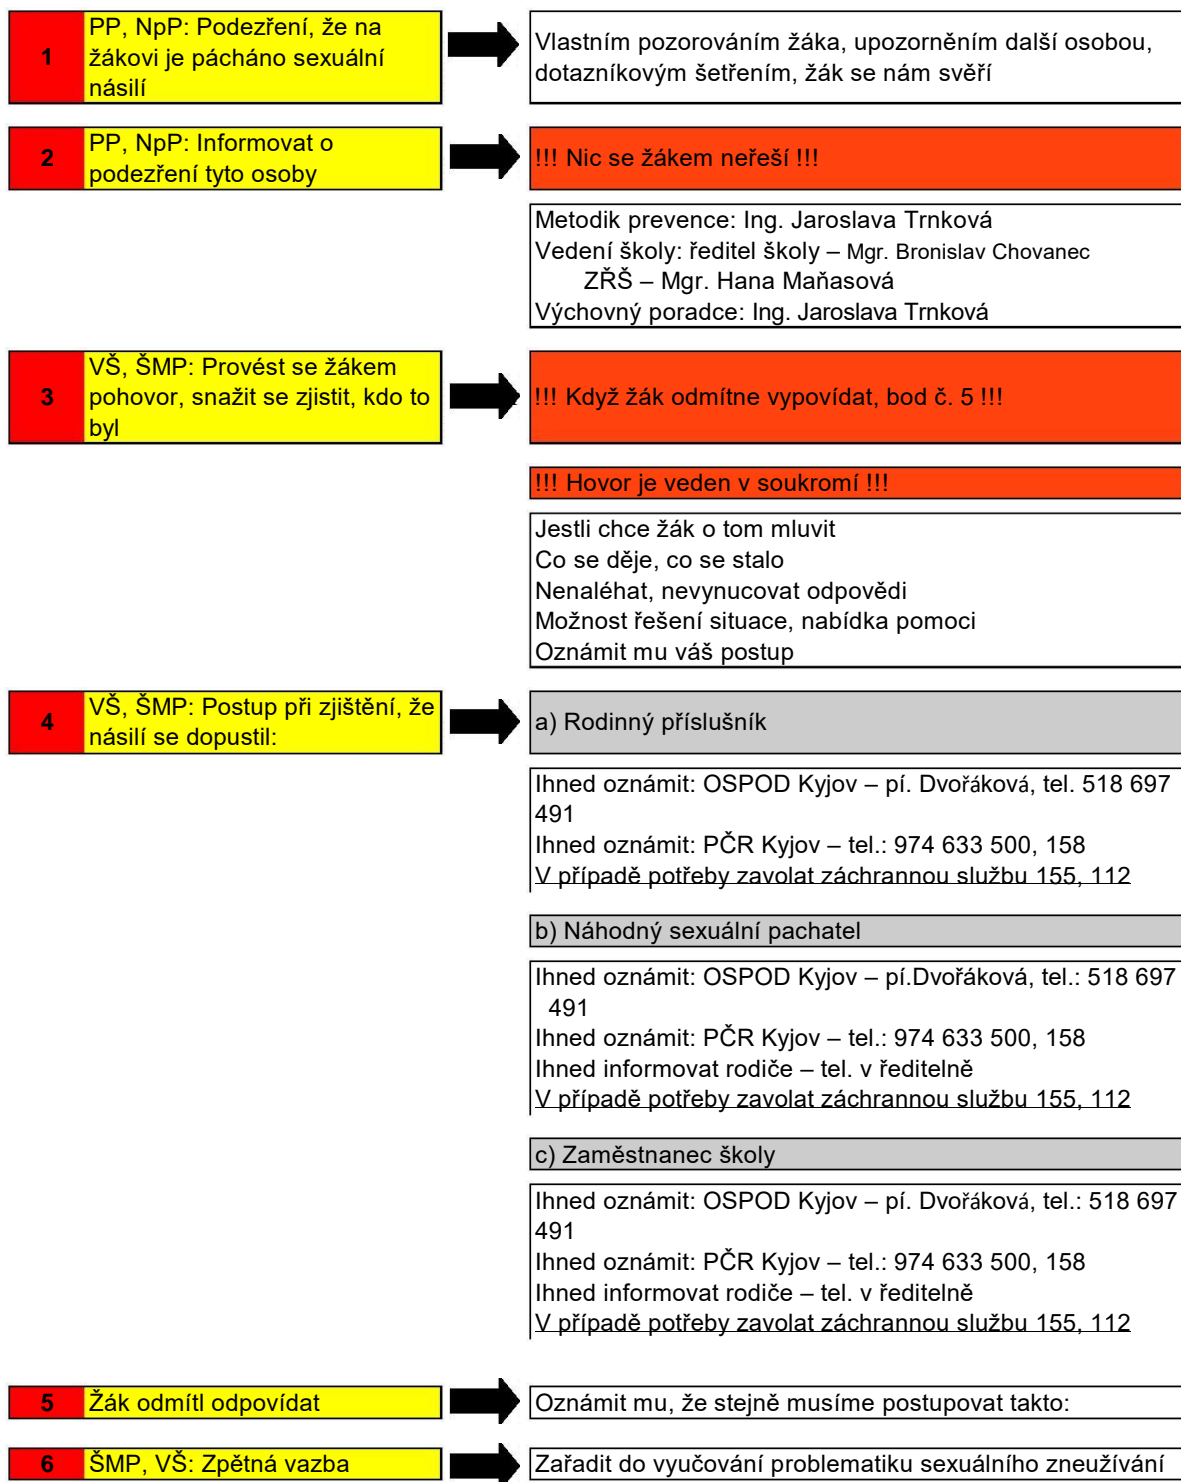 1
PP, NpP: Podezření, že na
žákovi je pácháno sexuální
násilí
Vlastním pozorováním žáka, upozorněním další osobou,
dotazníkovým šetřením, žák se nám svěří
2
PP, NpP: Informovat o
podezření tyto osoby
!!! Nic se žákem neřeší !!!
Metodik prevence: Ing. Jaroslava Trnková
Vedení školy: ředitel školy – Mgr. Bronislav Chovanec
ZŘŠ – Mgr. Hana Maňasová
Výchovný poradce: Ing. Jaroslava Trnková
3
VŠ, ŠMP: Provést se žákem
pohovor, snažit se zjistit, kdo to
byl
!!! Když žák odmítne vypovídat, bod č. 5 !!!
!!! Hovor je veden v soukromí !!!
Jestli chce žák o tom mluvit
Co se děje, co se stalo
Nenaléhat, nevynucovat odpovědi
Možnost řešení situace, nabídka pomoci
Oznámit mu váš postup
4
VŠ, ŠMP: Postup při zjištění, že
násilí se dopustil:
a) Rodinný příslušník
Ihned oznámit: OSPOD Kyjov – pí. Dvořáková, tel. 518 697
491
Ihned oznámit: PČR Kyjov – tel.: 974 633 500, 158
V případě potřeby zavolat záchrannou službu 155, 112
b) Náhodný sexuální pachatel
Ihned oznámit: OSPOD Kyjov – pí.Dvořáková, tel.: 518 697
491
Ihned oznámit: PČR Kyjov – tel.: 974 633 500, 158
Ihned informovat rodiče – tel. v ředitelně
V případě potřeby zavolat záchrannou službu 155, 112
c) Zaměstnanec školy
Ihned oznámit: OSPOD Kyjov – pí. Dvořáková, tel.: 518 697
491
Ihned oznámit: PČR Kyjov – tel.: 974 633 500, 158
Ihned informovat rodiče – tel. v ředitelně
V případě potřeby zavolat záchrannou službu 155, 112
5
Žák odmítl odpovídat
Oznámit mu, že stejně musíme postupovat takto:
6
ŠMP, VŠ: Zpětná vazba
Zařadit do vyučování problematiku sexuálního zneužívání